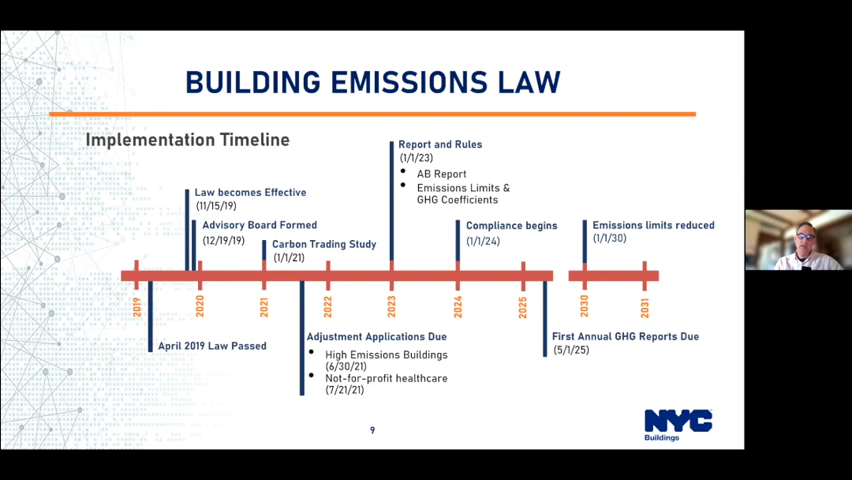 BUILDING EMISSIONS LAW
Implementation Timeline
Report and Rules
(1/1/23)
• AB Report
• Emissions Limits &
GHG Coefficients
Law becomes Effective
(11/15/19)
Advisory Board Formed
(12/19/19)
Carbon Trading Study
(1/1/21)
Compliance begins
(1/1/24)
Emissions limits reduced
(1/1/30)
2019
2020
2021
2022
2023
2024
2025
2030
2031
April 2019 Law Passed
Adjustment Applications Due
• High Emissions Buildings
(6/30/21)
• Not-for-profit healthcare
(7/21/21)
First Annual GHG Reports Due
(5/1/25)
9
NYC
Buildings